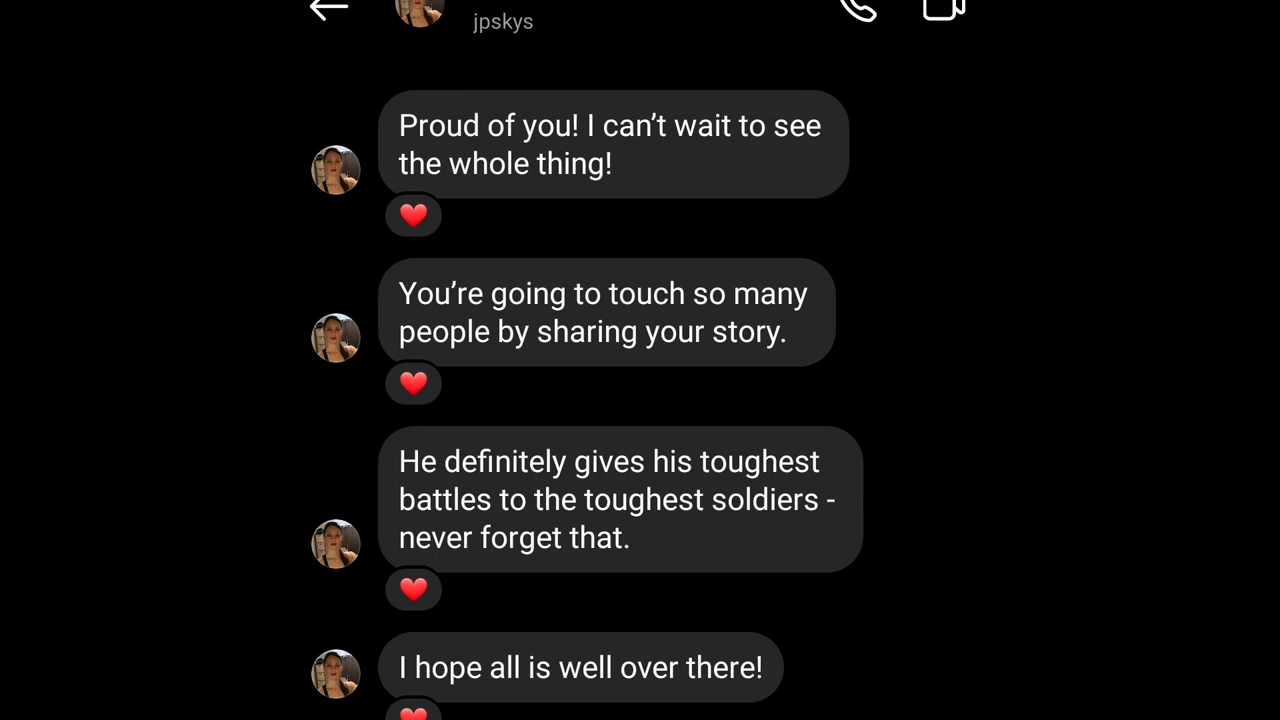 jpskys
Proud of you! I can’t wait to see
the whole thing!
You’re going to touch so many
people by sharing your story.
He definitely gives his toughest
battles to the toughest soldiers -
never forget that.
I hope all is well over there!